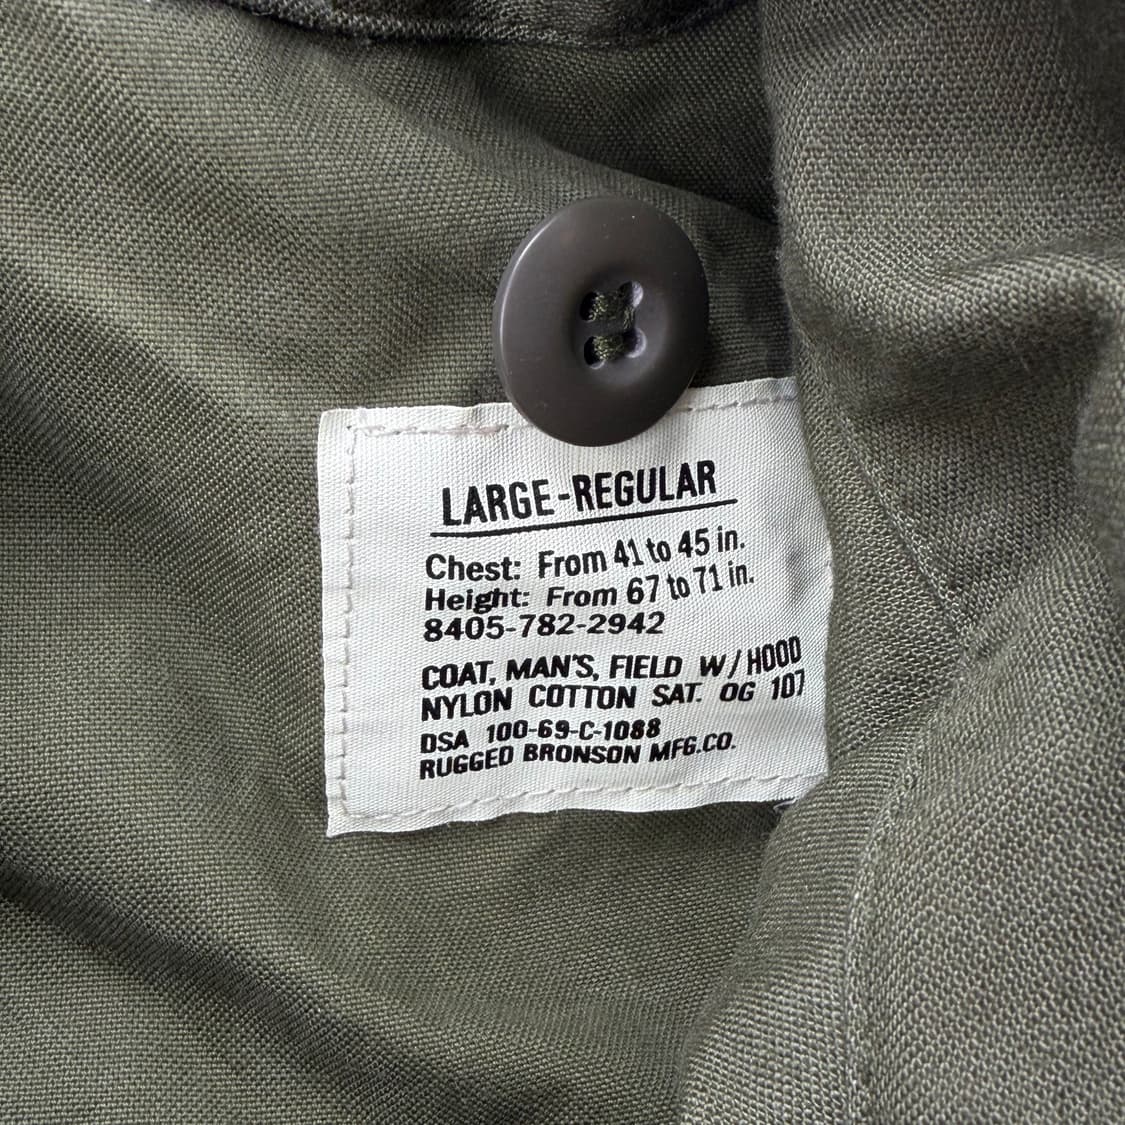 LARGE-REGULAR
Chest: From 41 to 45 in.
Height: From 67 to 71 in.
8405-782-2942
COAT, MAN'S, FIELD W/HOOD
NYLON COTTON SAT. OG 107
DSA 100-69-C-1088
RUGGED BRONSON MFG.CO.